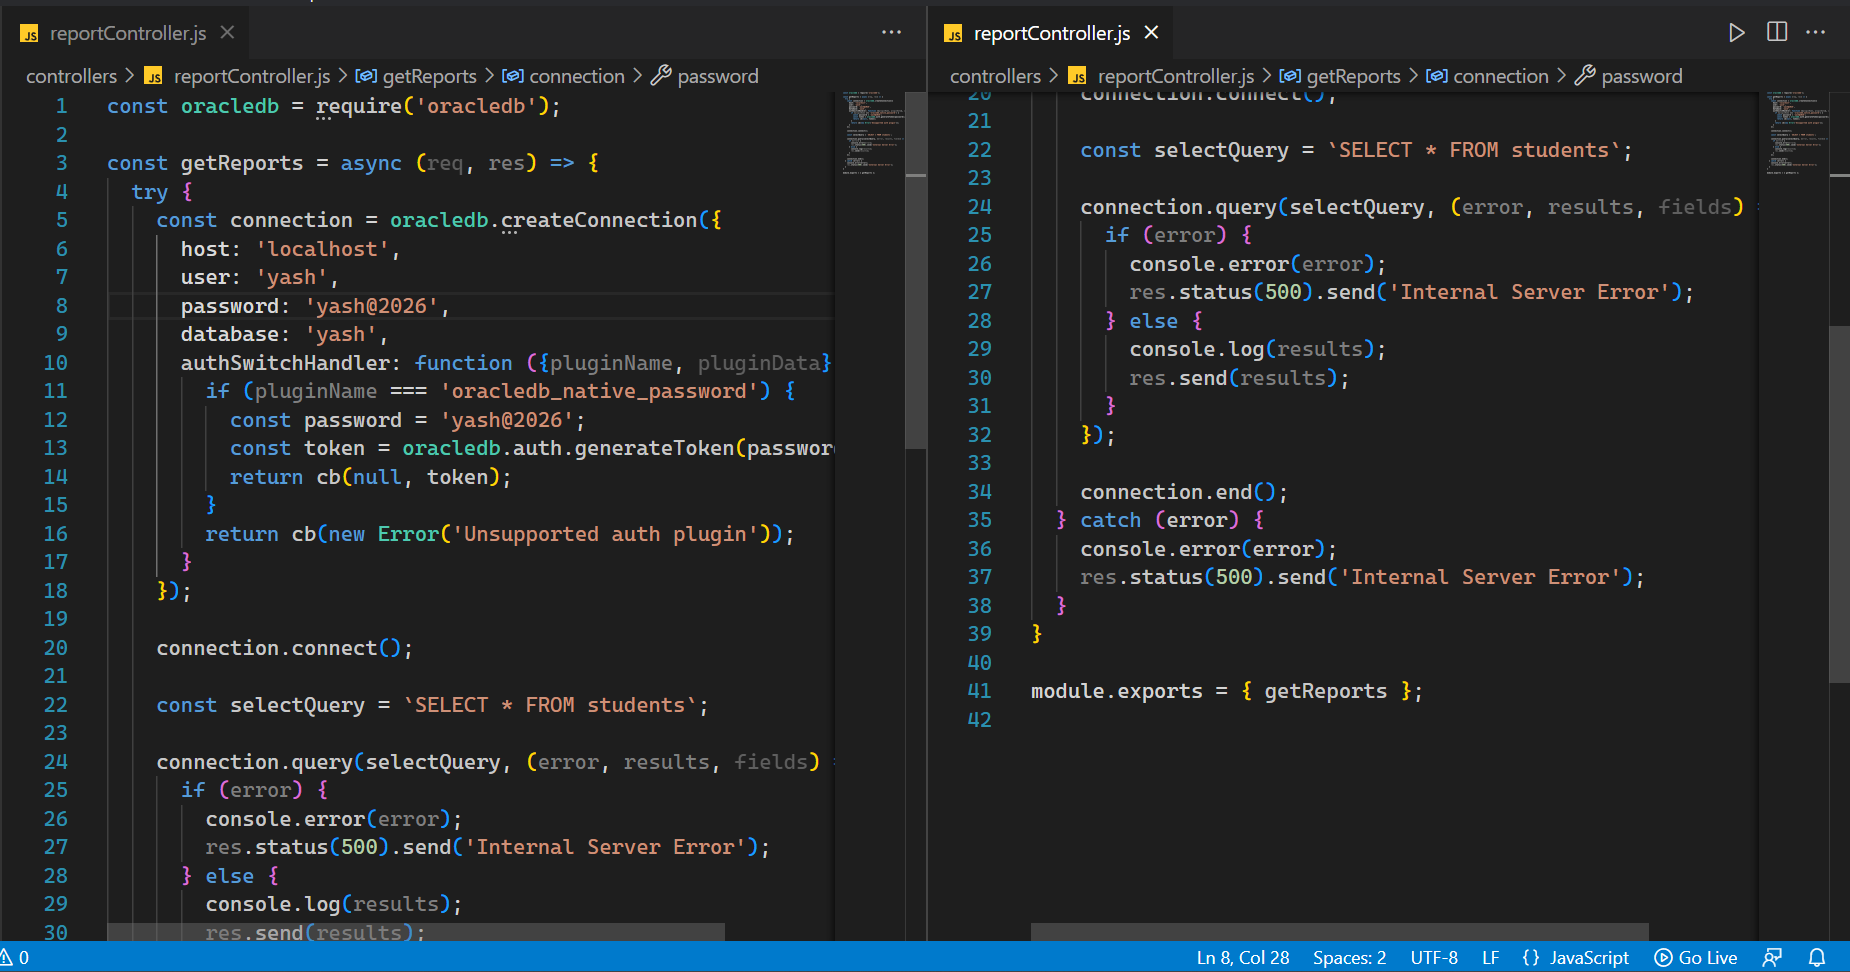 JS reportController.js
controllers > JS reportController.js > getReports > connection > password
1 const oracledb = require('oracledb');
2
3 const getReports = async (req, res) => {
4 try {
5 const connection = oracledb.createConnection({
6 host: 'localhost',
7 user: 'yash',
8 password: 'yash@2026',
9 database: 'yash',
10 authSwitchHandler: function ({pluginName, pluginData}
11 if (pluginName === 'oracledb_native_password') {
12 const password = 'yash@2026';
13 const token = oracledb.auth.generateToken(passwor
14 return cb(null, token);
15 }
16 return cb(new Error('Unsupported auth plugin'));
17 }
18 });
19
20 connection.connect();
21
22 const selectQuery = `SELECT * FROM students`;
23
24 connection.query(selectQuery, (error, results, fields)
25 if (error) {
26 console.error(error);
27 res.status(500).send('Internal Server Error');
28 } else {
29 console.log(results);
30 res.send(results);
JS reportController.js
controllers > JS reportController.js > getReports > connection > password
20 connection.connect();
21
22 const selectQuery = `SELECT * FROM students`;
23
24 connection.query(selectQuery, (error, results, fields)
25 if (error) {
26 console.error(error);
27 res.status(500).send('Internal Server Error');
28 } else {
29 console.log(results);
30 res.send(results);
31 }
32 });
33
34 connection.end();
35 } catch (error) {
36 console.error(error);
37 res.status(500).send('Internal Server Error');
38 }
39 }
40
41 module.exports = { getReports };
42
0 Ln 8, Col 28 Spaces: 2 UTF-8 LF {} JavaScript Go Live